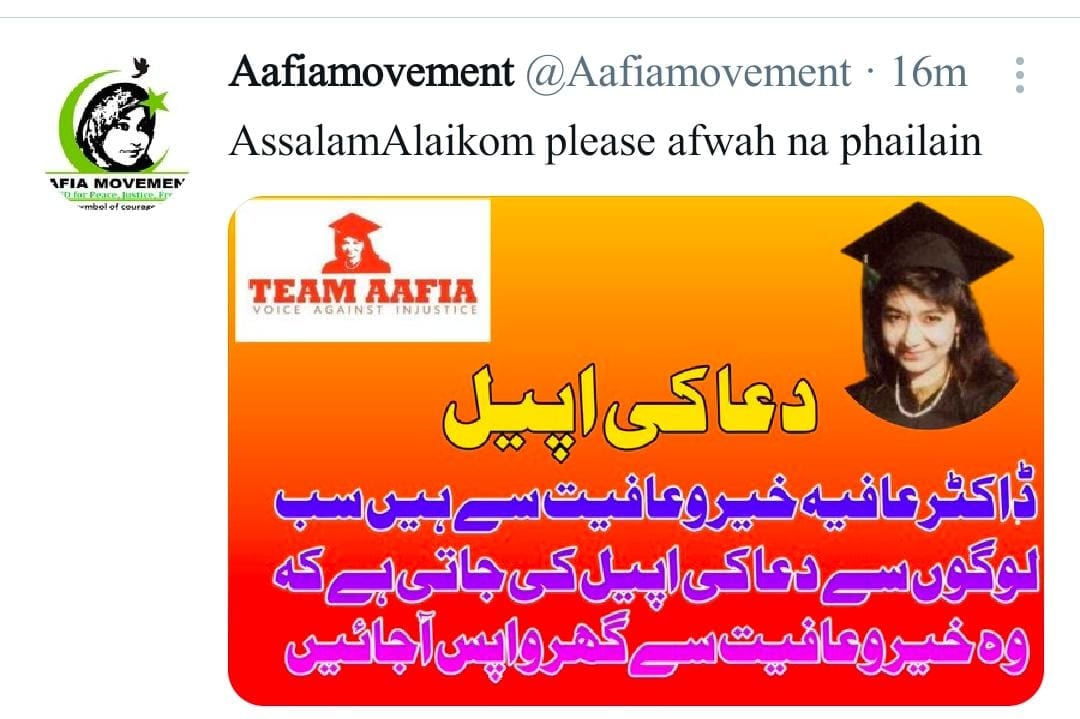 Aafiamovement @Aafiamovement · 16m
AssalamAlaikom please afwah na phailain
AFIA MOVEMEN
TEAM AAFIA
VOICE AGAINST INJUSTICE
دعا کی اپیل
ڈاکٹر عافیہ خیر و عافیت سے ہیں سب
لوگوں سے دعا کی اپیل کی جاتی ہے کہ
وہ خیر و عافیت سے گھر واپس آجائیں